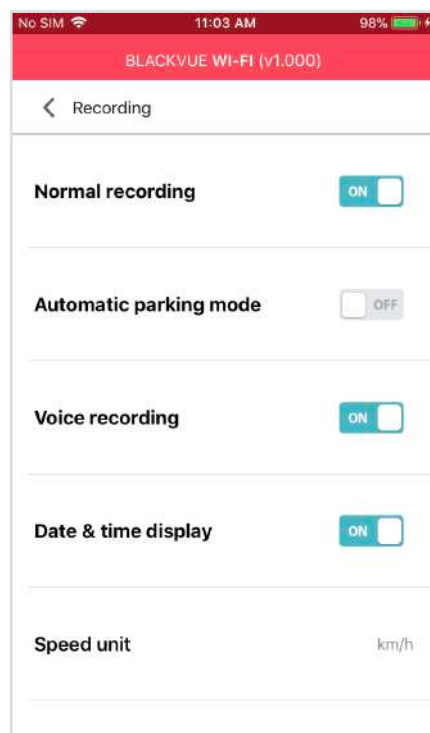 No SIM 11:03 AM 98%
BLACKVUE WI-FI (v1.000)
Recording
Normal recording ON
Automatic parking mode OFF
Voice recording ON
Date & time display ON
Speed unit km/h